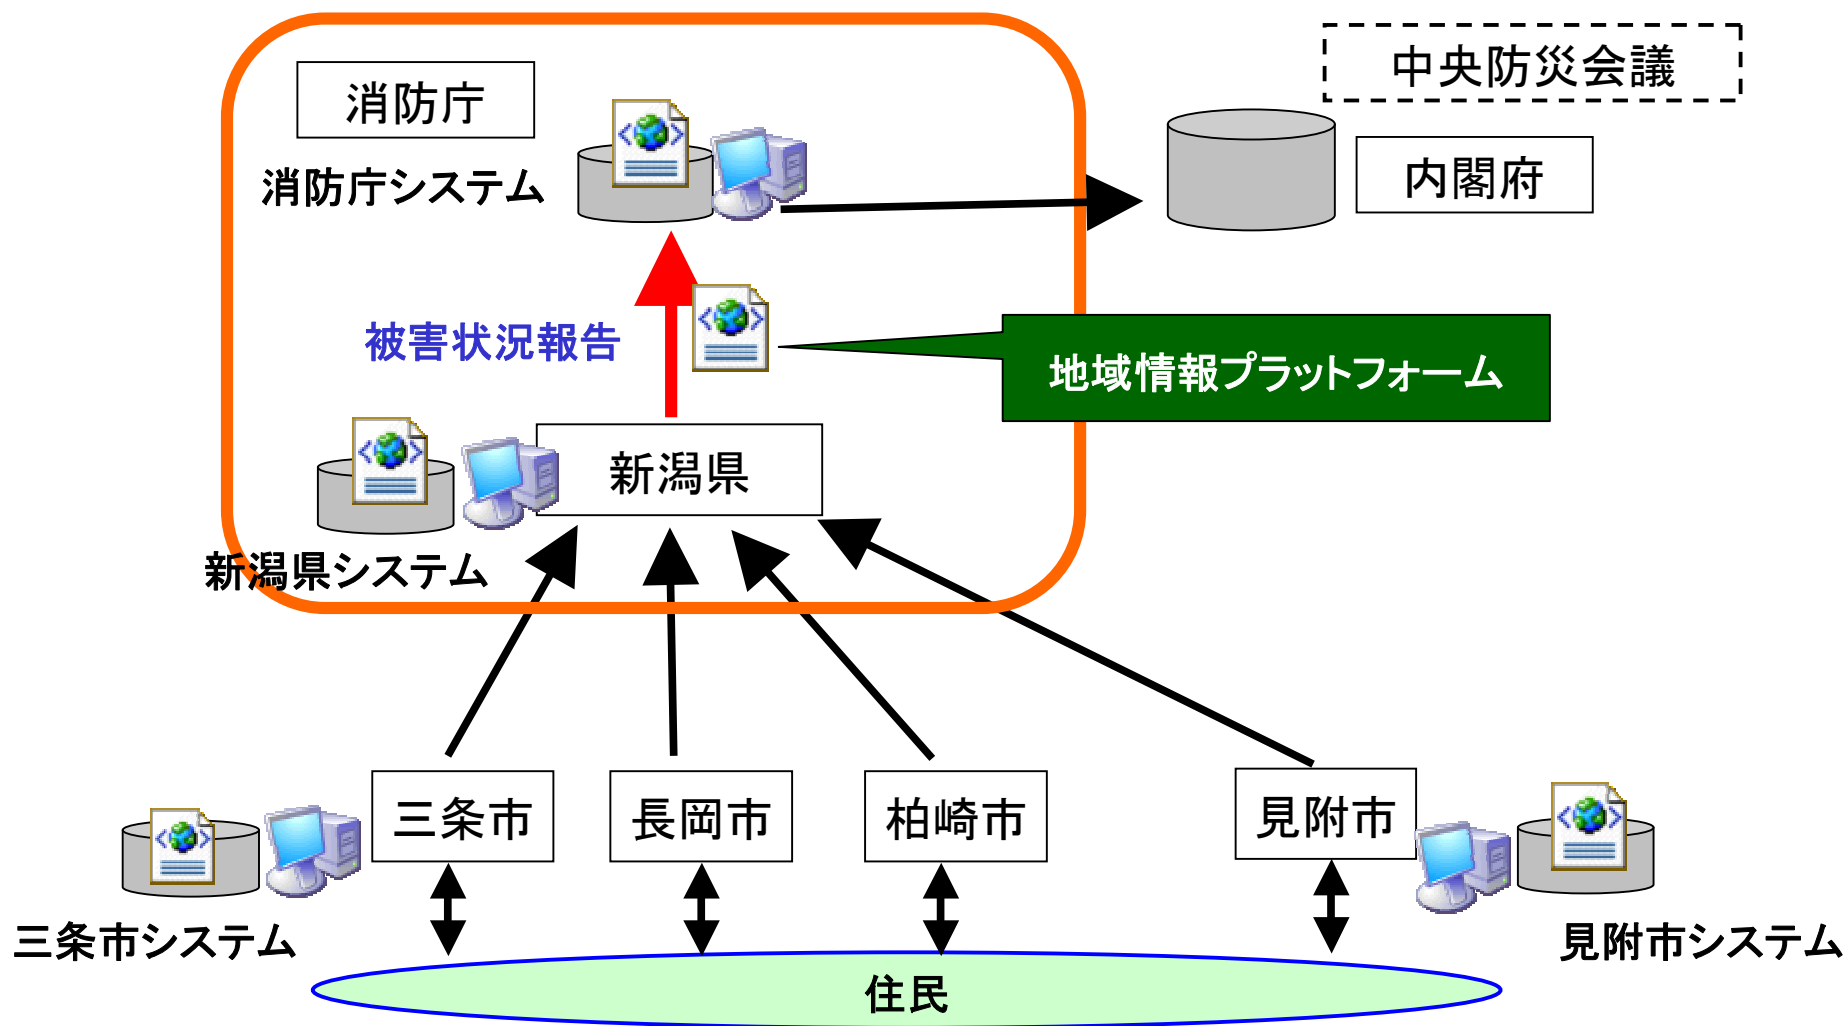 中央防災会議
消防庁
内閣府
消防庁システム
被害状況報告
地域情報プラットフォーム
新潟県
新潟県システム
三条市
長岡市
柏崎市
見附市
三条市システム
見附市システム
住民